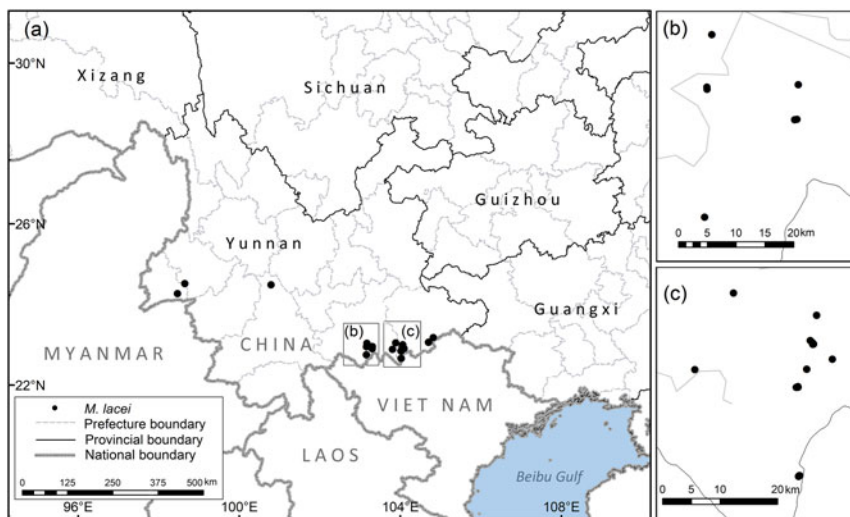 (a)
30°N
Xizang
Sichuan
Guizhou
26°N
Yunnan
Guangxi
(b)
(c)
MYANMAR
CHINA
22°N
VIET NAM
LAOS
Beibu Gulf
M. lacei
Prefecture boundary
Provincial boundary
National boundary
0 125 250 375 500 km
96°E 100°E 104°E 108°E
(b)
0 5 10 15 20 km
(c)
0 10 20 km